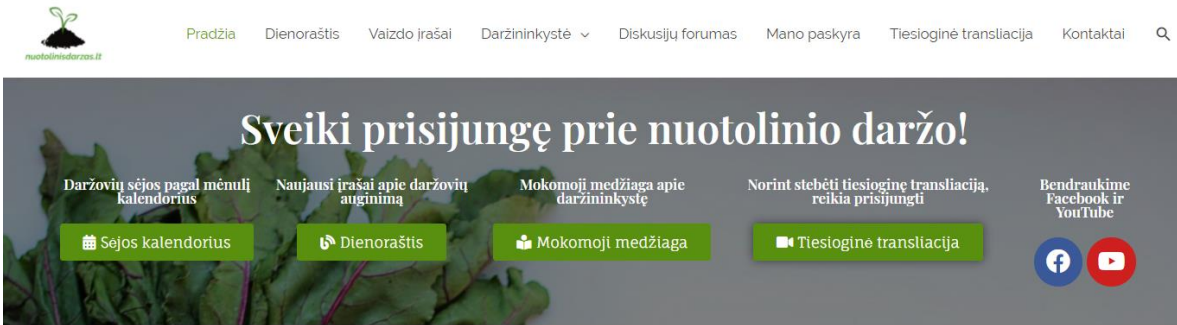 nuotolinisdarzas.lt
Pradžia Dienoraštis Vaizdo įrašai Daržininkystė Diskusijų forumas Mano paskyra Tiesioginė transliacija Kontaktai
Sveiki prisijungę prie nuotolinio daržo!
Daržovių sėjos pagal mėnulį
kalendorius
Sėjos kalendorius
Naujausi įrašai apie daržovių
auginimą
Dienoraštis
Mokomoji medžiaga apie
daržininkystę
Mokomoji medžiaga
Norint stebėti tiesioginę transliaciją,
reikia prisijungti
Tiesioginė transliacija
Bendraukime
Facebook ir
YouTube